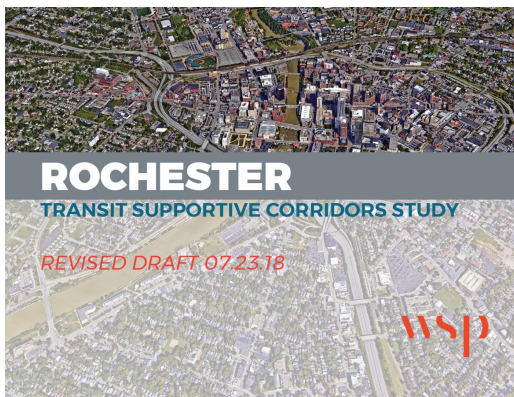 ROCHESTER
TRANSIT SUPPORTIVE CORRIDORS STUDY
REVISED DRAFT 07.23.18
wsp